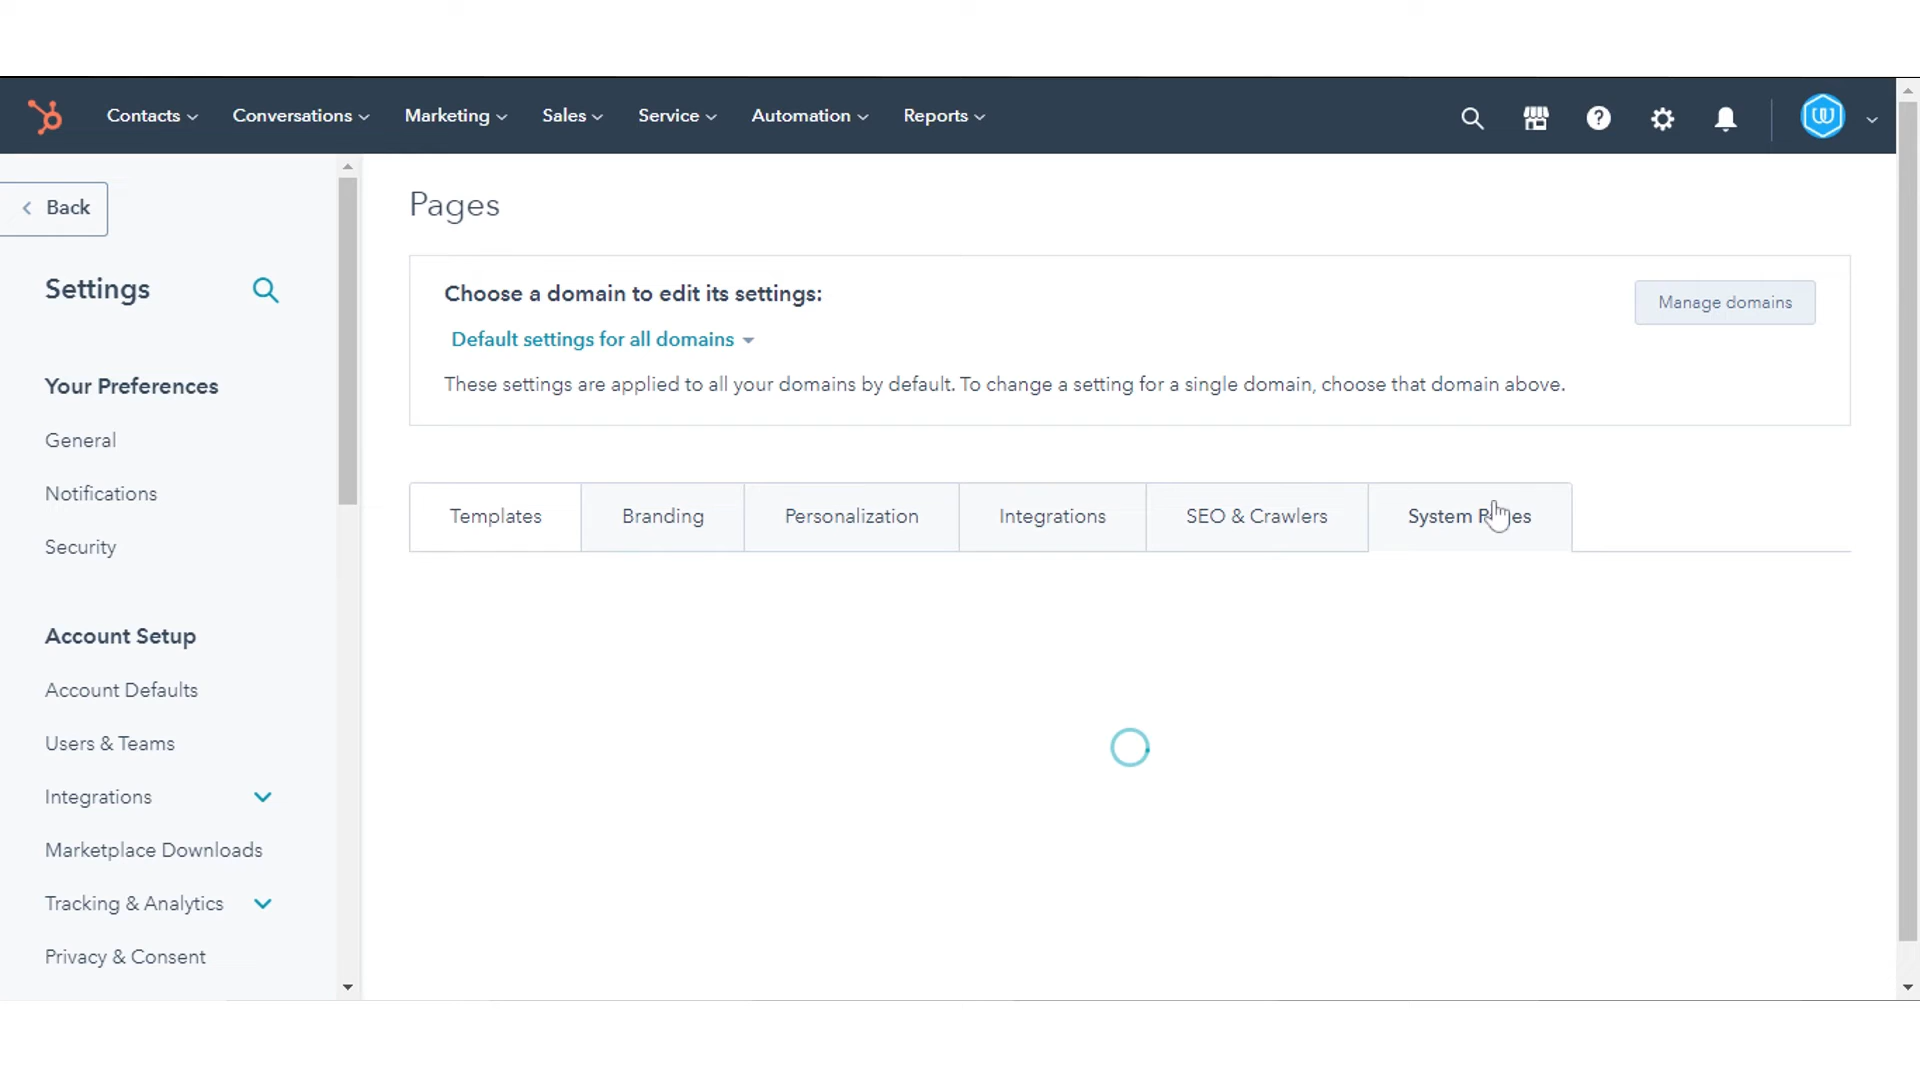 Contacts
Conversations
Marketing
Sales
Service
Automation
Reports
Back
Settings
Your Preferences
General
Notifications
Security
Account Setup
Account Defaults
Users & Teams
Integrations
Marketplace Downloads
Tracking & Analytics
Privacy & Consent
Pages
Choose a domain to edit its settings:
Manage domains
Default settings for all domains
These settings are applied to all your domains by default. To change a setting for a single domain, choose that domain above.
Templates
Branding
Personalization
Integrations
SEO & Crawlers
System Pages